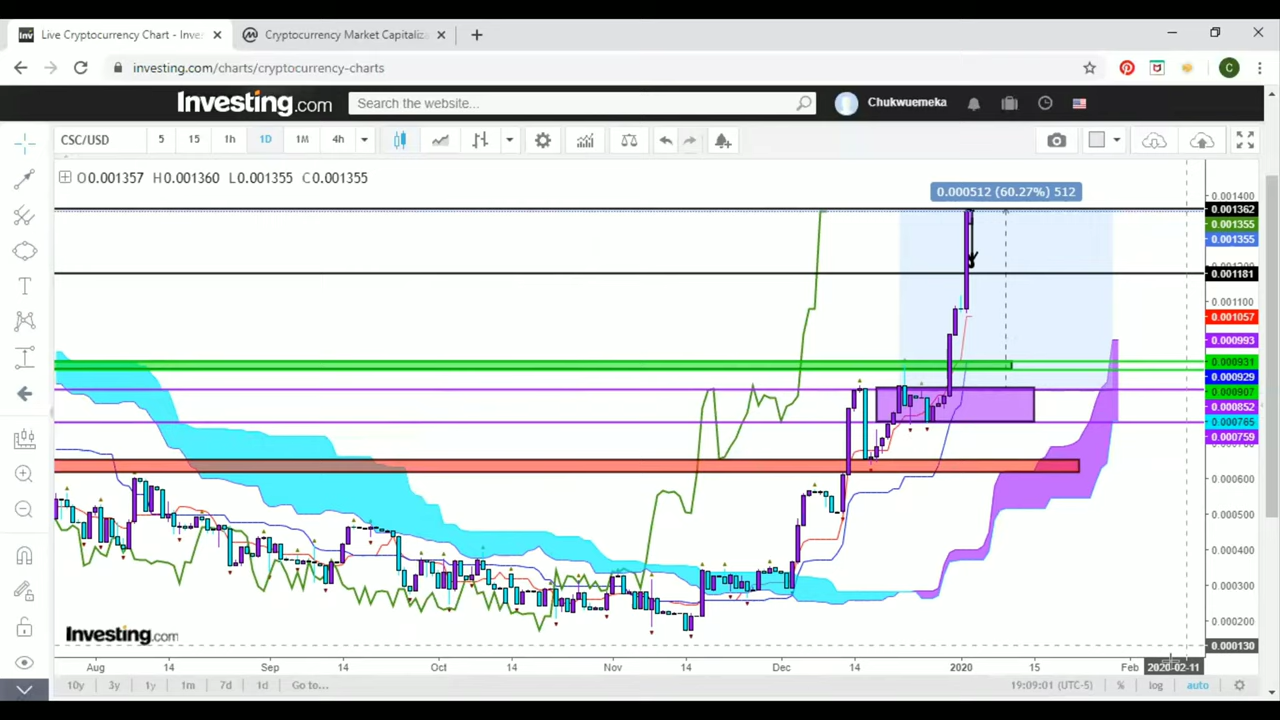 Live Cryptocurrency Chart - Inve
Cryptocurrency Market Capitaliza
investing.com/charts/cryptocurrency-charts
C
Investing.com
Search the website...
Chukwuemeka
CSC/USD
5
15
1h
1D
1M
4h
O0.001357 H0.001360 L0.001355 C0.001355
0.000512 (60.27%) 512
0.001400
0.001362
0.001355
0.001355
0.001181
0.001100
0.001057
0.000993
0.000931
0.000929
0.000907
0.000852
0.000785
0.000759
0.000600
0.000500
0.000400
0.000300
0.000200
0.000130
Investing.com
Aug 14 Sep 14 Oct 14 Nov 14 Dec 14 2020 15 Feb 2020-02-11
10y 3y 1y 1m 7d 1d Go to... 19:09:01 (UTC-5) % log auto